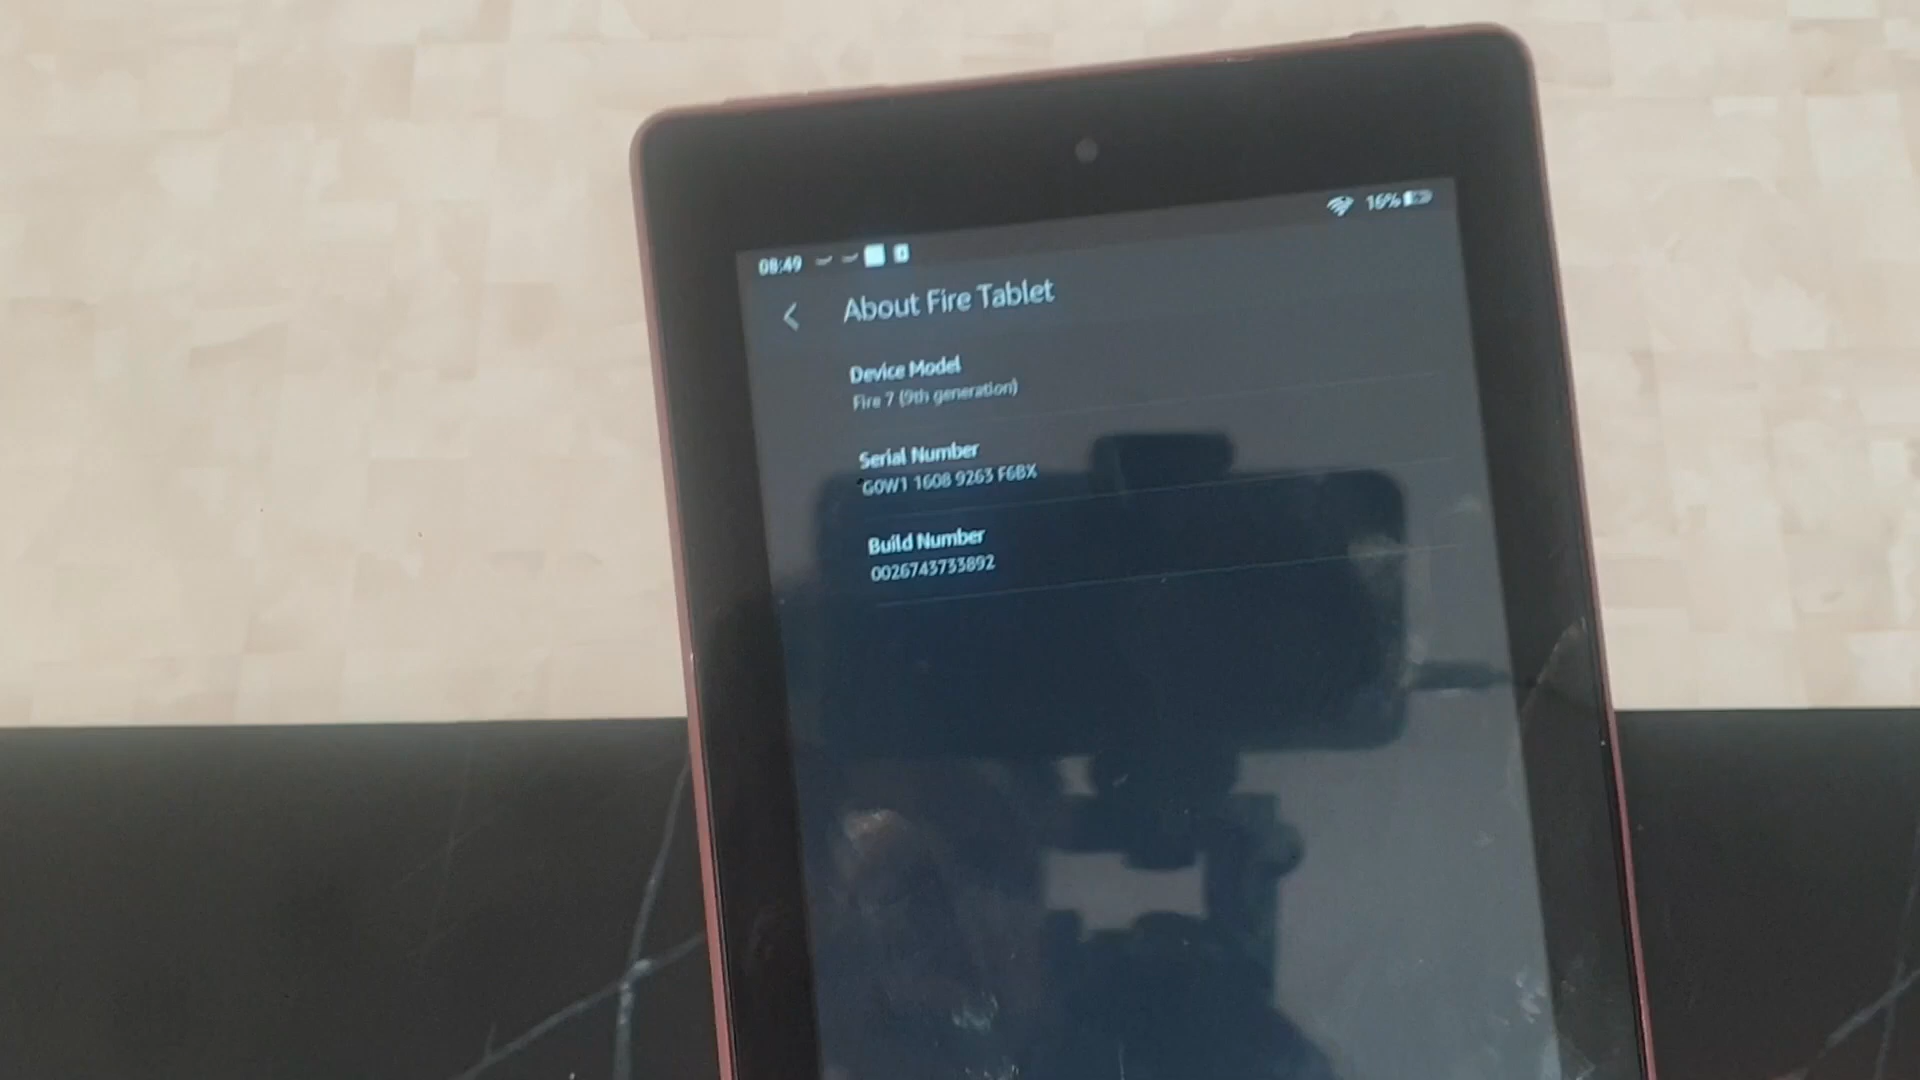 08:49
16%
About Fire Tablet
Device Model
Fire 7 (9th generation)
Serial Number
G0W1 1608 9263 F6BX
Build Number
0026743733892